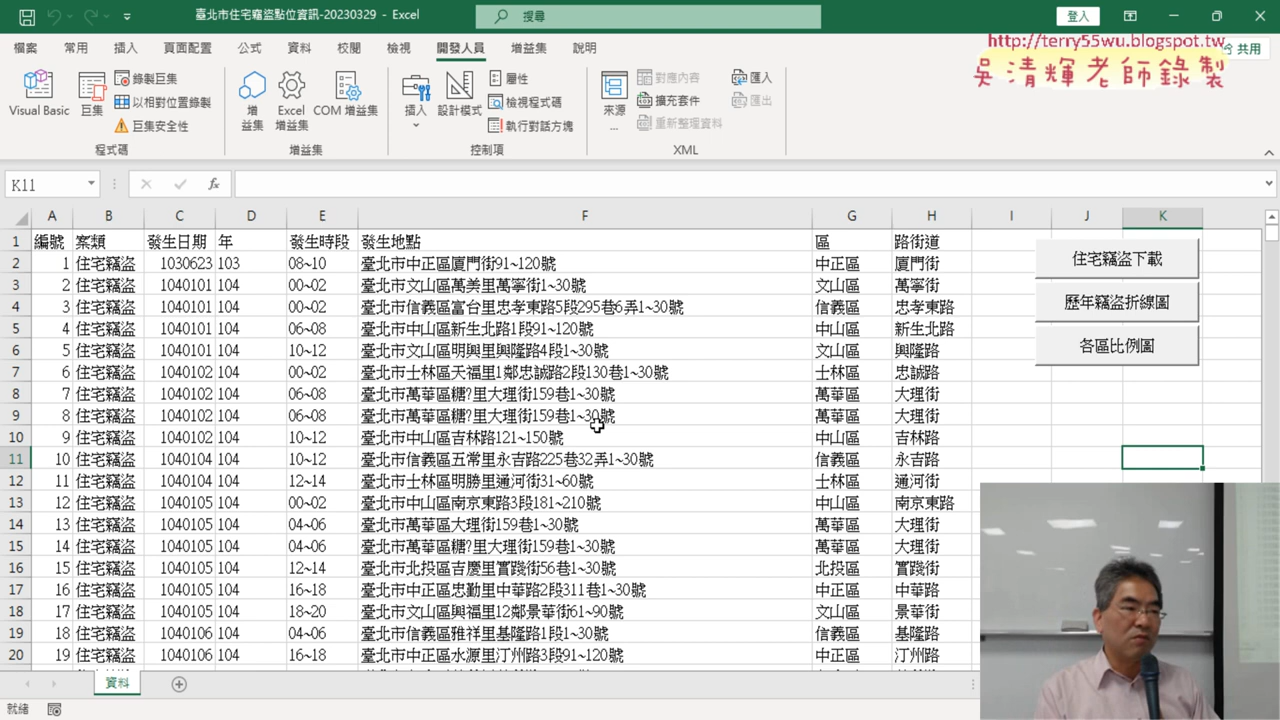 臺北市住宅竊盜點位資訊-20230329 - Excel
搜尋
登入
檔案 常用 插入 頁面配置 公式 資料 校閱 檢視 開發人員 增益集 說明
共用
http://terry55wu.blogspot.tw
吳清輝老師錄製
Visual Basic
巨集
錄製巨集
以相對位置錄製
巨集安全性
程式碼
增益集
Excel 增益集
COM 增益集
增益集
插入
設計模式
屬性
檢視程式碼
執行對話方塊
控制項
來源
...
對應內容
擴充套件
重新整理資料
匯入
匯出
XML
K11
fx
A B C D E F G H I J K
1 編號 案類 發生日期 年 發生時段 發生地點 區 路街道
2 1 住宅竊盜 1030623 103 08~10 臺北市中正區廈門街91~120號 中正區 廈門街
3 2 住宅竊盜 1040101 104 00~02 臺北市文山區萬美里萬寧街1~30號 文山區 萬寧街
4 3 住宅竊盜 1040101 104 00~02 臺北市信義區富台里忠孝東路5段295巷6弄1~30號 信義區 忠孝東路
5 4 住宅竊盜 1040101 104 06~08 臺北市中山區新生北路1段91~120號 中山區 新生北路
6 5 住宅竊盜 1040101 104 10~12 臺北市文山區明興里興隆路4段1~30號 文山區 興隆路
7 6 住宅竊盜 1040102 104 00~02 臺北市士林區天福里1鄰忠誠路2段130巷1~30號 士林區 忠誠路
8 7 住宅竊盜 1040102 104 06~08 臺北市萬華區糖?里大理街159巷1~30號 萬華區 大理街
9 8 住宅竊盜 1040102 104 06~08 臺北市萬華區糖?里大理街159巷1~30號 萬華區 大理街
10 9 住宅竊盜 1040102 104 10~12 臺北市中山區吉林路121~150號 中山區 吉林路
11 10 住宅竊盜 1040104 104 10~12 臺北市信義區五常里永吉路225巷32弄1~30號 信義區 永吉路
12 11 住宅竊盜 1040104 104 12~14 臺北市士林區明勝里通河街31~60號 士林區 通河街
13 12 住宅竊盜 1040105 104 00~02 臺北市中山區南京東路3段181~210號 中山區 南京東路
14 13 住宅竊盜 1040105 104 04~06 臺北市萬華區大理街159巷1~30號 萬華區 大理街
15 14 住宅竊盜 1040105 104 04~06 臺北市萬華區糖?里大理街159巷1~30號 萬華區 大理街
16 15 住宅竊盜 1040105 104 12~14 臺北市北投區吉慶里實踐街56巷1~30號 北投區 實踐街
17 16 住宅竊盜 1040105 104 16~18 臺北市中正區忠勤里中華路2段311巷1~30號 中正區 中華路
18 17 住宅竊盜 1040105 104 18~20 臺北市文山區興福里12鄰景華街61~90號 文山區 景華街
19 18 住宅竊盜 1040106 104 04~06 臺北市信義區雅祥里基隆路1段1~30號 信義區 基隆路
20 19 住宅竊盜 1040106 104 16~18 臺北市中正區水源里汀州路3段91~120號 中正區 汀州路
住宅竊盜下載
歷年竊盜折線圖
各區比例圖
資料
就緒